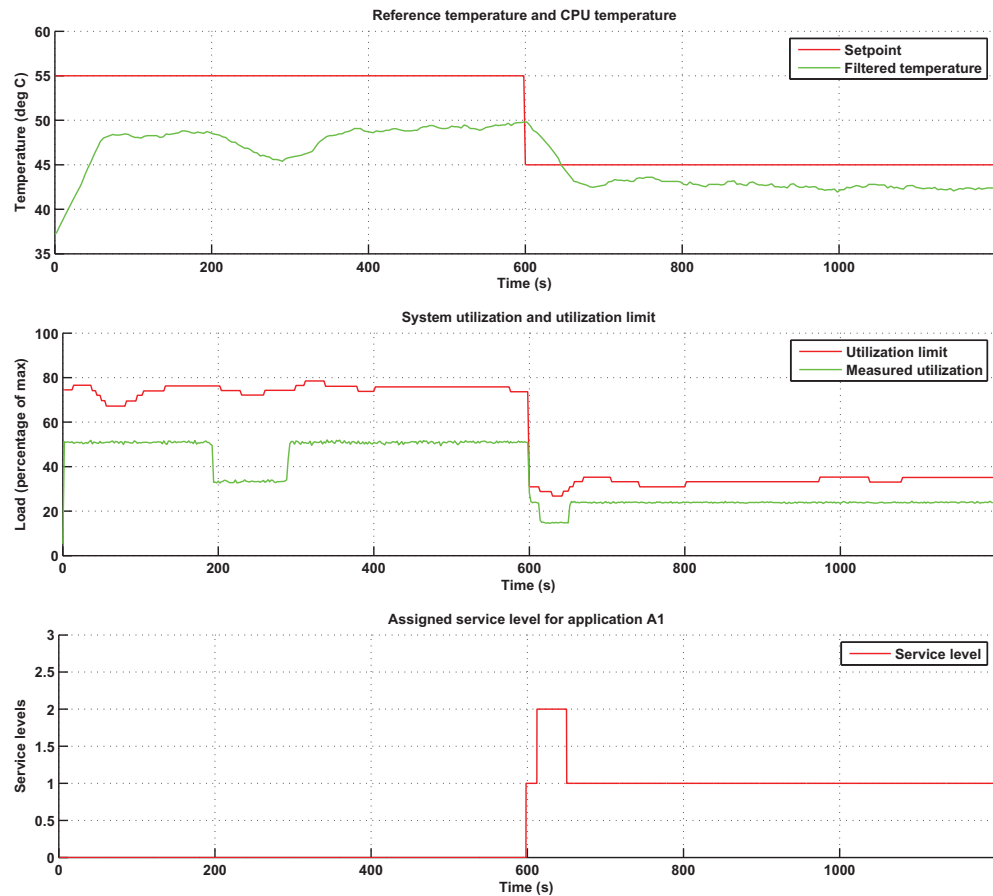 Reference temperature and CPU temperature
60
55
50
45
40
35
Temperature (deg C)
Setpoint
Filtered temperature
0 200 400 600 800 1000
Time (s)
System utilization and utilization limit
100
80
60
40
20
0
Load (percentage of max)
Utilization limit
Measured utilization
0 200 400 600 800 1000
Time (s)
Assigned service level for application A1
3
2.5
2
1.5
1
0.5
0
Service levels
Service level
0 200 400 600 800 1000
Time (s)